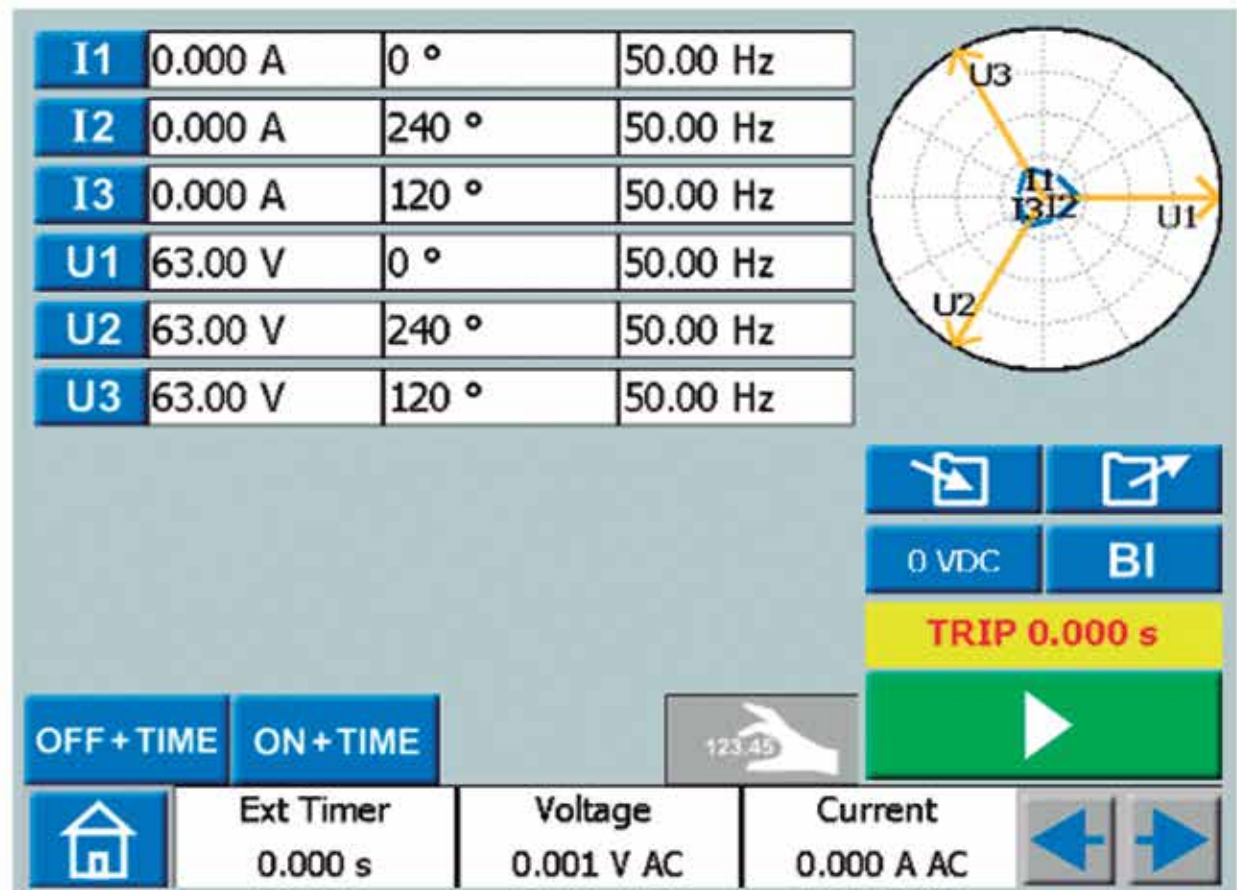 I1 0.000 A 0 ° 50.00 Hz
I2 0.000 A 240 ° 50.00 Hz
I3 0.000 A 120 ° 50.00 Hz
U1 63.00 V 0 ° 50.00 Hz
U2 63.00 V 240 ° 50.00 Hz
U3 63.00 V 120 ° 50.00 Hz
U3
I1
I3 I2
U1
U2
0 VDC BI
TRIP 0.000 s
OFF+TIME ON+TIME 123.45
Ext Timer Voltage Current
0.000 s 0.001 V AC 0.000 A AC